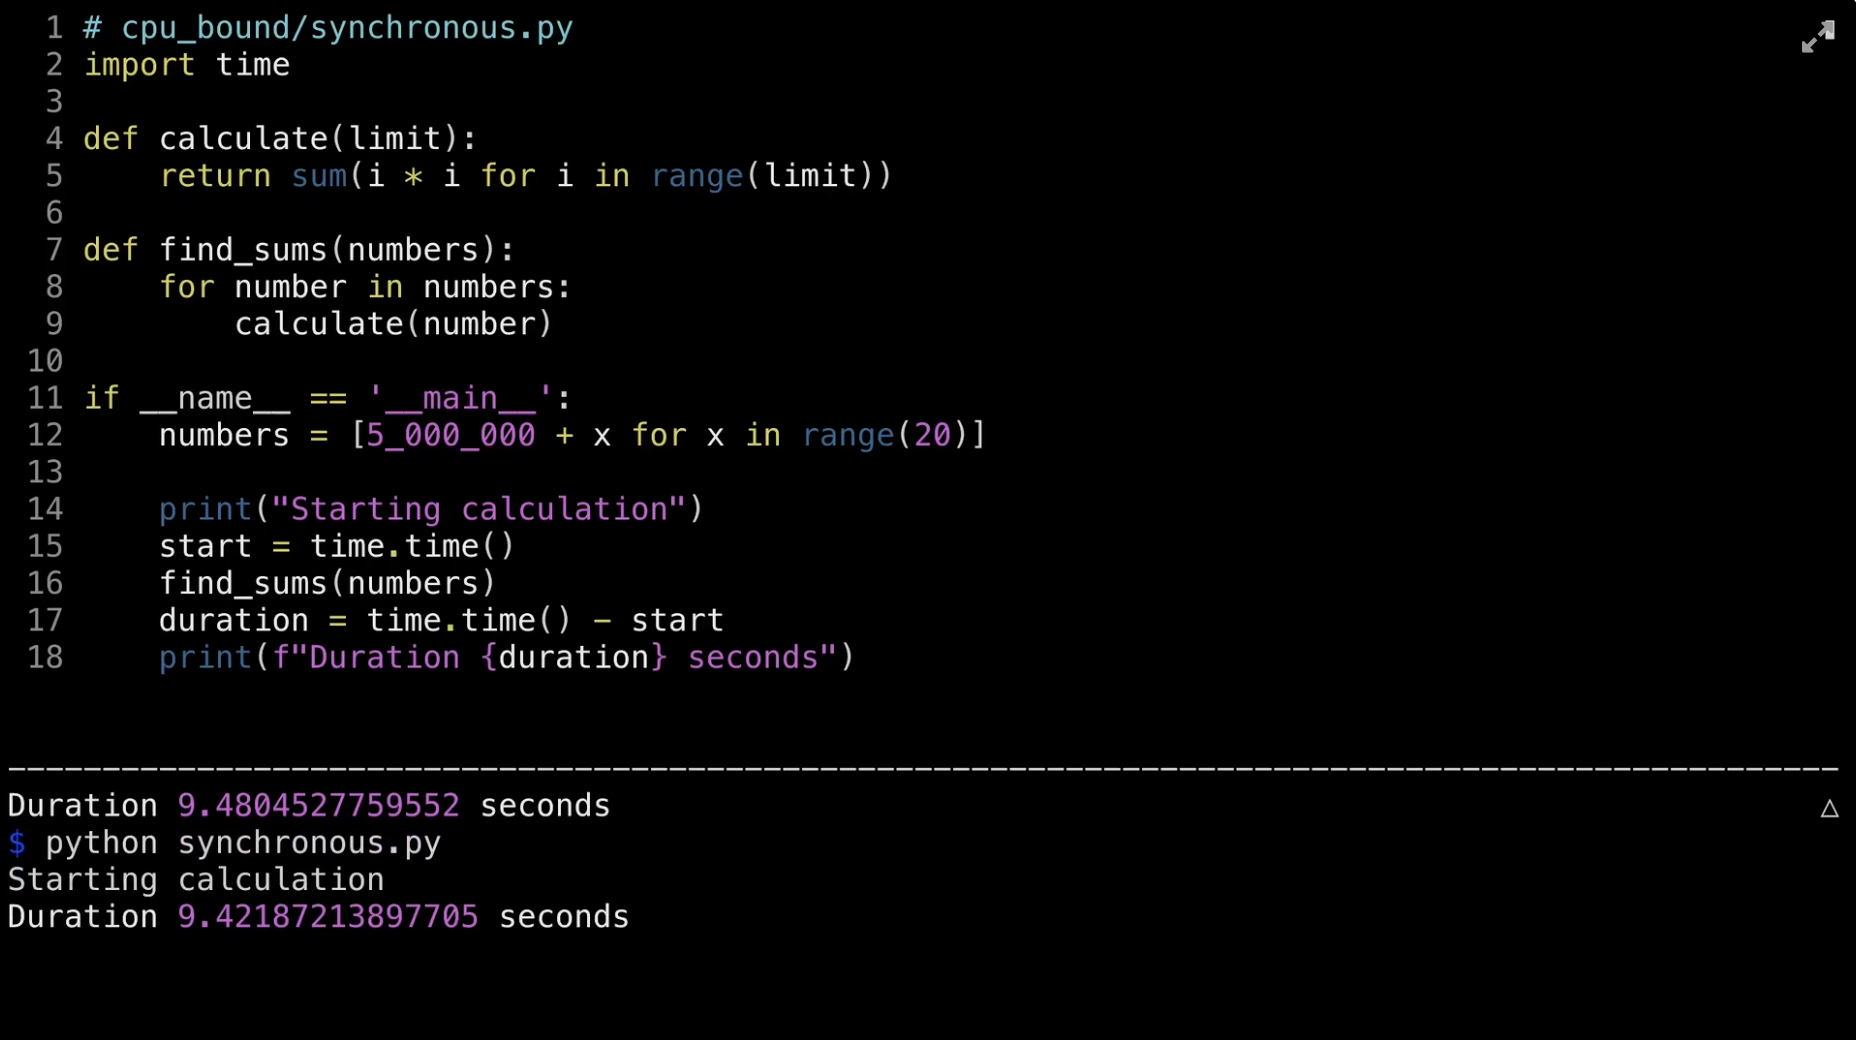 1 # cpu_bound/synchronous.py
2 import time
3
4 def calculate(limit):
5     return sum(i * i for i in range(limit))
6
7 def find_sums(numbers):
8     for number in numbers:
9         calculate(number)
10
11 if __name__ == '__main__':
12     numbers = [5_000_000 + x for x in range(20)]
13
14     print("Starting calculation")
15     start = time.time()
16     find_sums(numbers)
17     duration = time.time() - start
18     print(f"Duration {duration} seconds")
Duration 9.4804527759552 seconds
$ python synchronous.py
Starting calculation
Duration 9.42187213897705 seconds